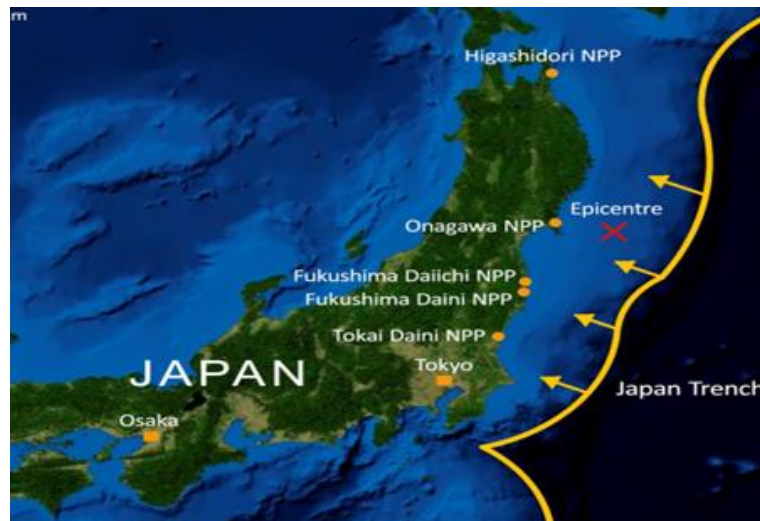 m
Higashidori NPP
Epicentre
Onagawa NPP
Fukushima Daiichi NPP
Fukushima Daini NPP
Tokai Daini NPP
JAPAN
Tokyo
Japan Trench
Osaka